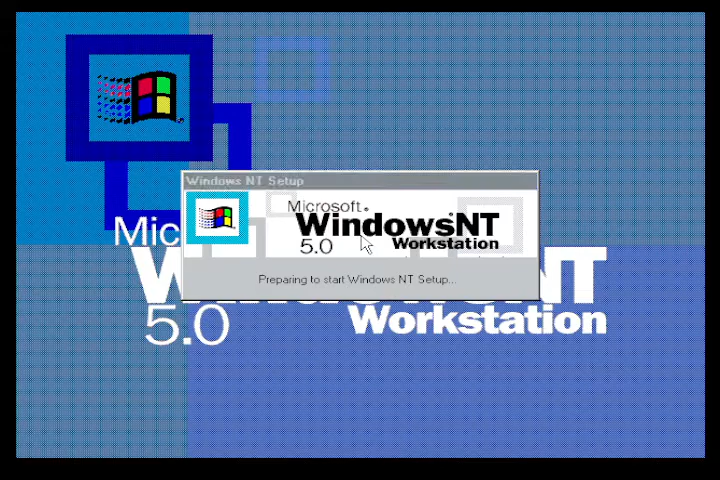 Windows NT Setup
Microsoft®
WindowsNT
5.0 Workstation
Preparing to start Windows NT Setup...
Mic
NT
5.0 Workstation